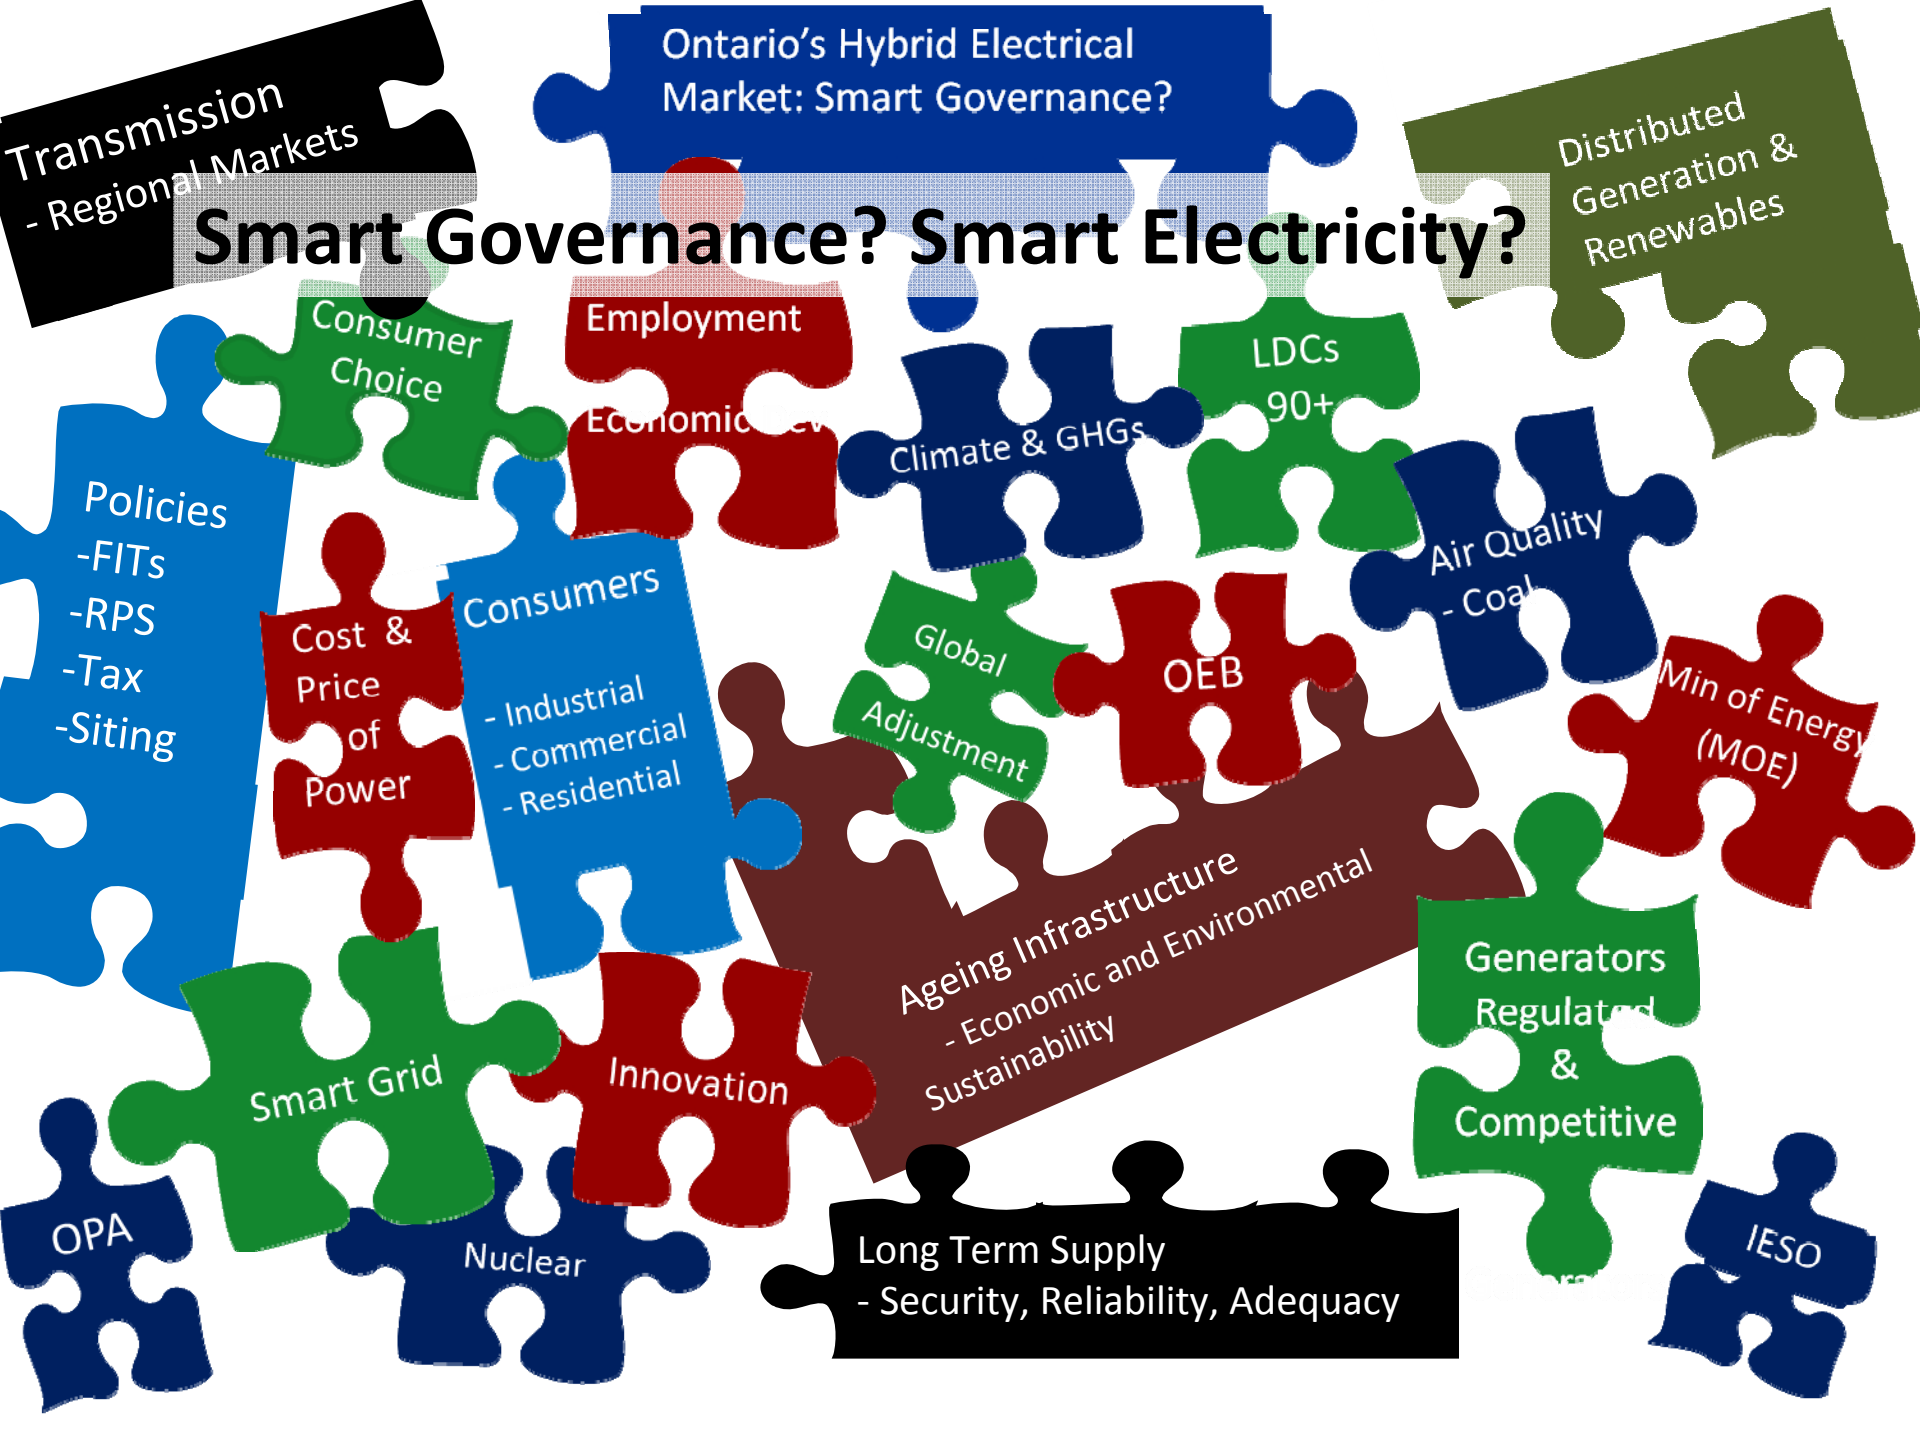 Transmission
- Regional Markets
Ontario's Hybrid Electrical
Market: Smart Governance?
Distributed
Generation &
Renewables
Smart Governance? Smart Electricity?
Consumer
Choice
Employment
Economic
LDCs
90+
Climate & GHGs
Policies
-FITs
-RPS
-Tax
-Siting
Air Quality
- Coal
Cost &
Price
of
Power
Consumers
- Industrial
- Commercial
- Residential
Global
Adjustment
OEB
Min of Energy
(MOE)
Ageing Infrastructure
- Economic and Environmental
Sustainability
Generators
Regulated
&
Competitive
Smart Grid
Innovation
OPA
Nuclear
Long Term Supply
- Security, Reliability, Adequacy
IESO